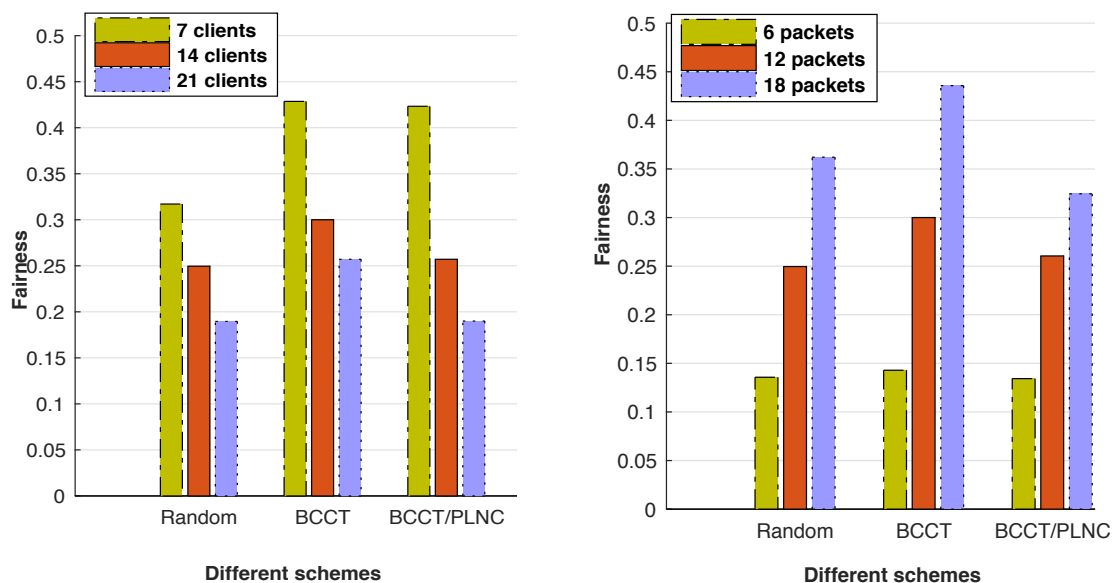 7 clients
14 clients
21 clients
0.5
0.45
0.4
0.35
0.3
0.25
0.2
0.15
0.1
0.05
0
Fairness
Random
BCCT
BCCT/PLNC
Different schemes
6 packets
12 packets
18 packets
0.5
0.45
0.4
0.35
0.3
0.25
0.2
0.15
0.1
0.05
0
Fairness
Random
BCCT
BCCT/PLNC
Different schemes